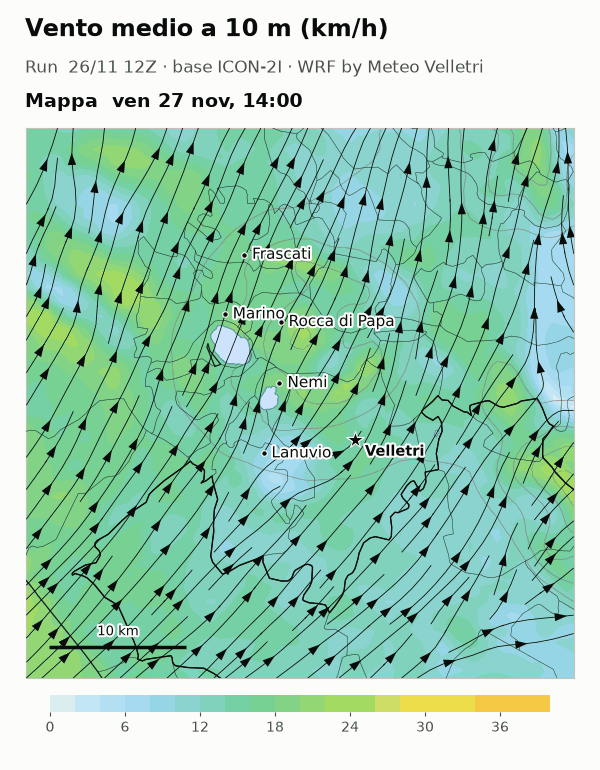 Vento medio a 10 m (km/h)
Run  26/11 12Z · base ICON-2I · WRF by Meteo Velletri
Mappa  ven 27 nov, 14:00
Frascati
Marino
Rocca di Papa
Nemi
Velletri
Lanuvio
10 km
0 6 12 18 24 30 36